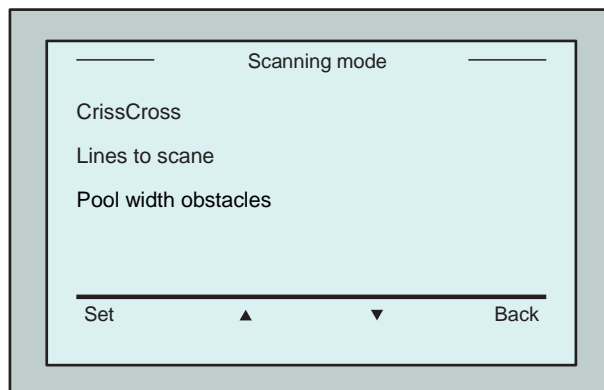 Scanning mode
CrissCross
Lines to scane
Pool width obstacles
Set ▲ ▼ Back